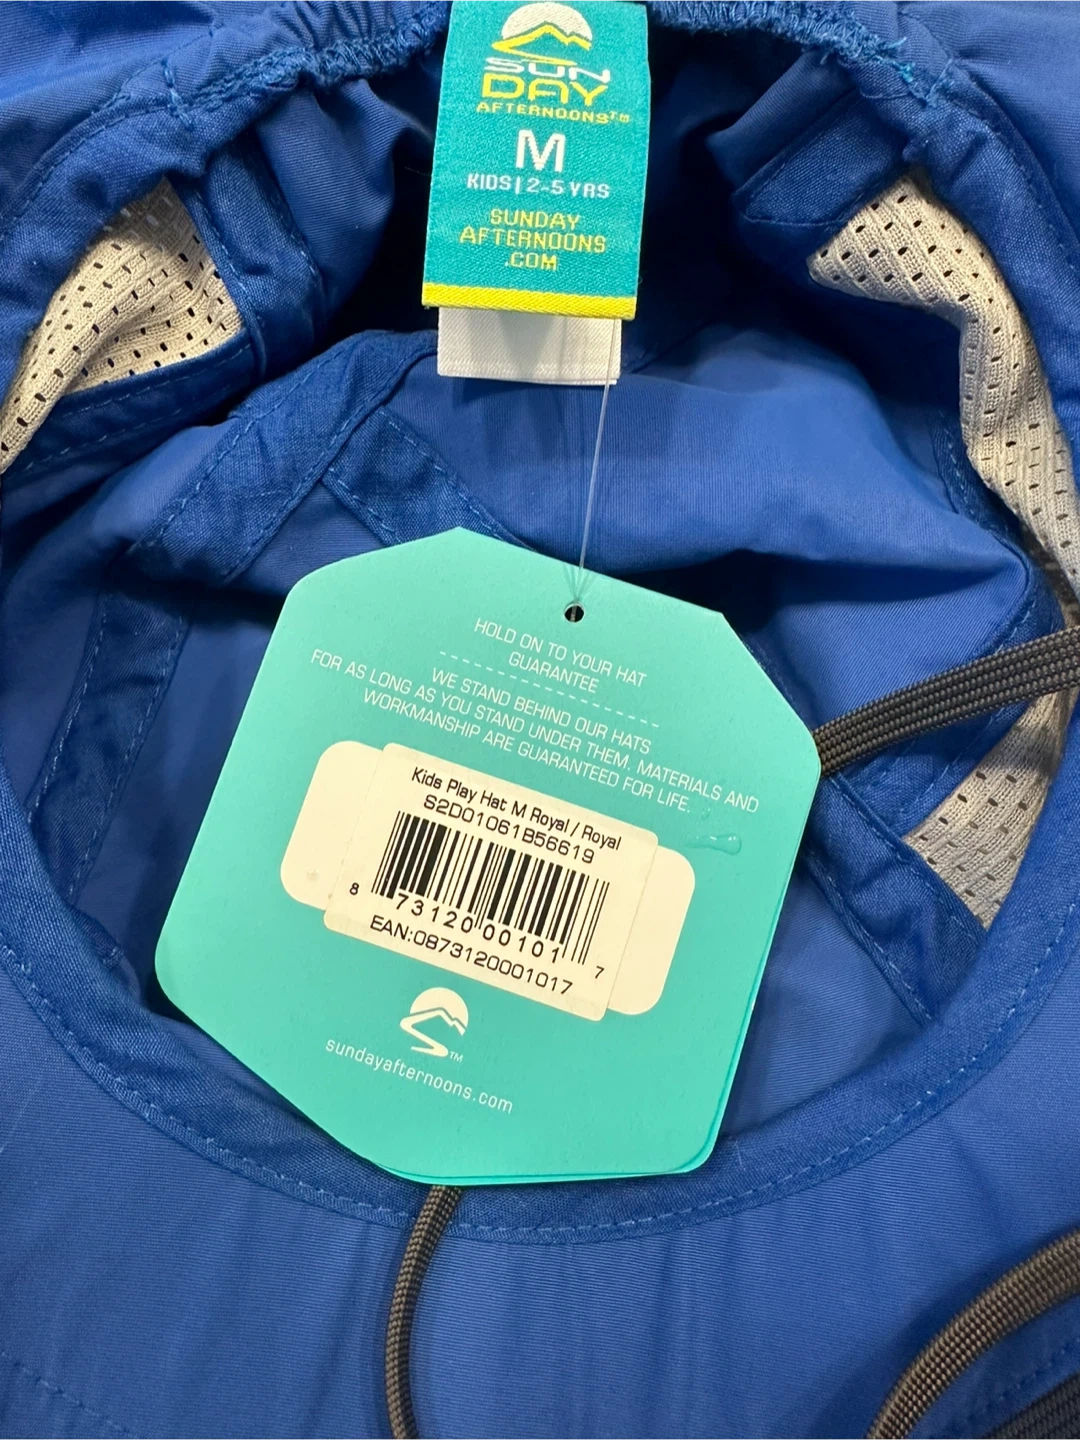 SUN
DAY
AFTERNOONS™
M
KIDS | 2-5 YRS
SUNDAY
AFTERNOONS
.COM
HOLD ON TO YOUR HAT
GUARANTEE
WE STAND BEHIND OUR HATS
FOR AS LONG AS YOU STAND UNDER THEM. MATERIALS AND
WORKMANSHIP ARE GUARANTEED FOR LIFE.
Kids Play Hat M Royal / Royal
S2D01061B56619
8 73120 00101 7
EAN:0873120001017
TM
sundayafternoons.com